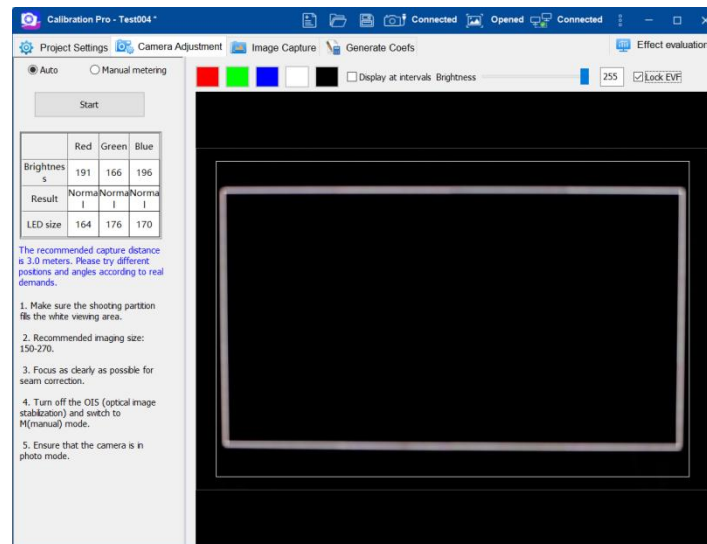 Calibration Pro - Test004 *
Connected
Opened
Connected
Project Settings
Camera Adjustment
Image Capture
Generate Coefs
Effect evaluation
Auto
Manual metering
Display at intervals
Brightness
255
Lock EVF
Start
Red Green Blue
Brightnes
s
191 166 196
Result
Norma Norma Norma
l l l
LED size 164 176 170
The recommended capture distance
is 3.0 meters. Please try different
positions and angles according to real
demands.
1. Make sure the shooting partition
fills the white viewing area.
2. Recommended imaging size:
150-270.
3. Focus as clearly as possible for
seam correction.
4. Turn off the OIS (optical image
stabilization) and switch to
M(manual) mode.
5. Ensure that the camera is in
photo mode.